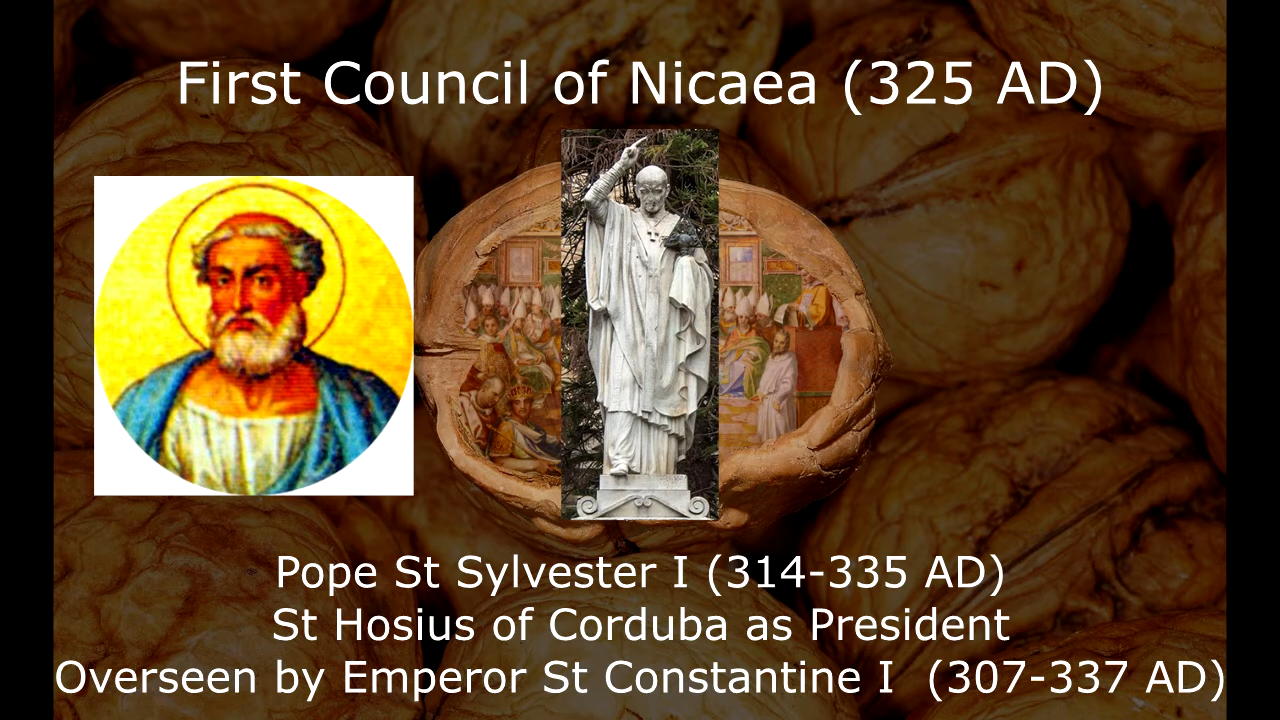 First Council of Nicaea (325 AD)
Pope St Sylvester I (314-335 AD)
St Hosius of Corduba as President
Overseen by Emperor St Constantine I  (307-337 AD)